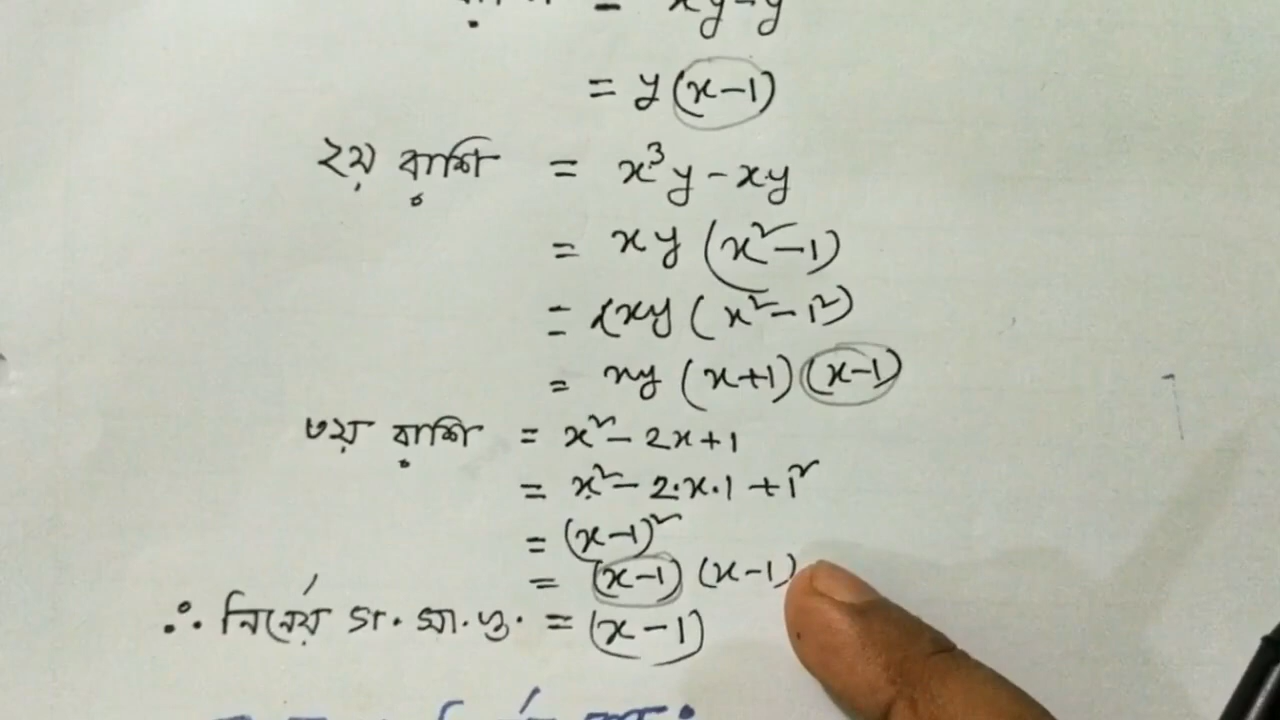 = xy-y
= y(x-1)
২য় রাশি = x³y-xy
= xy (x²-1)
= xy (x²-1²)
= xy (x+1) (x-1)
৩য় রাশি = x²-2x+1
= x²-2·x·1+1²
= (x-1)²
= (x-1) (x-1)
∴ নির্নেয় গ.সা.গু. = (x-1)